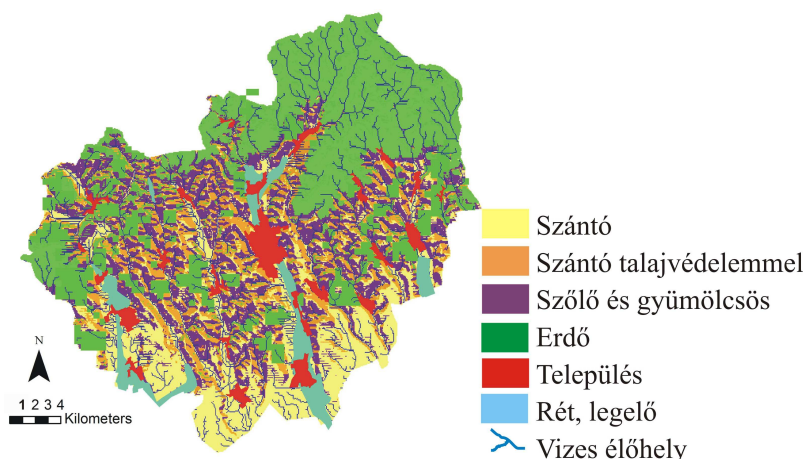 Szántó
Szántó talajvédelemmel
Szőlő és gyümölcsös
Erdő
Település
Rét, legelő
Vizes élőhely
N
1 2 3 4
Kilometers